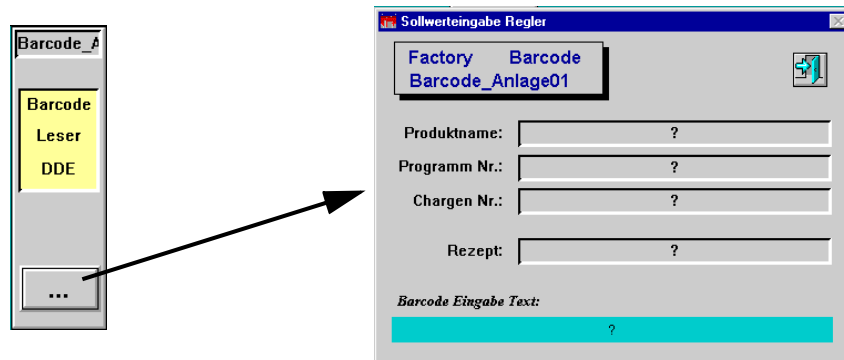 Barcode_A
Barcode
Leser
DDE
...
Sollwerteingabe Regler
Factory Barcode
Barcode_Anlage01
Produktname: ?
Programm Nr.: ?
Chargen Nr.: ?
Rezept: ?
Barcode Eingabe Text:
?